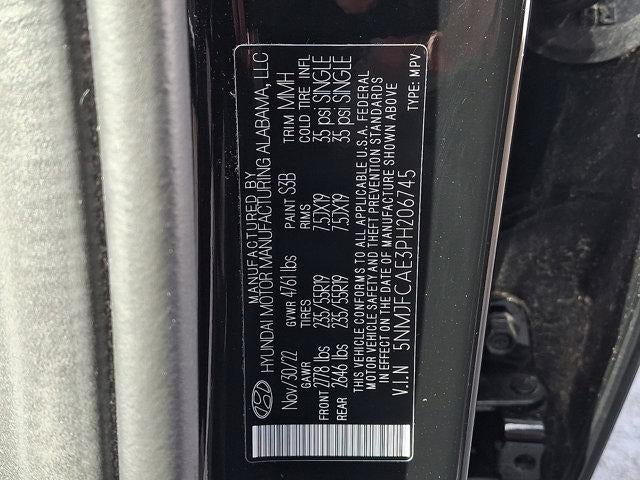 MANUFACTURED BY
HYUNDAI MOTOR MANUFACTURING ALABAMA, LLC
Nov/30/22 GVWR 4761 lbs PAINT S3B TRIM MMH
GAWR TIRES RIMS COLD TIRE INFL
FRONT 2778 lbs 235/55R19 7.5JX19 35 psi SINGLE
REAR 2646 lbs 235/55R19 7.5JX19 35 psi SINGLE
THIS VEHICLE CONFORMS TO ALL APPLICABLE U.S.A. FEDERAL
MOTOR VEHICLE SAFETY AND THEFT PREVENTION STANDARDS
IN EFFECT ON THE DATE OF MANUFACTURE SHOWN ABOVE
V.I.N 5NMJFCAE3PH206745 TYPE: MPV